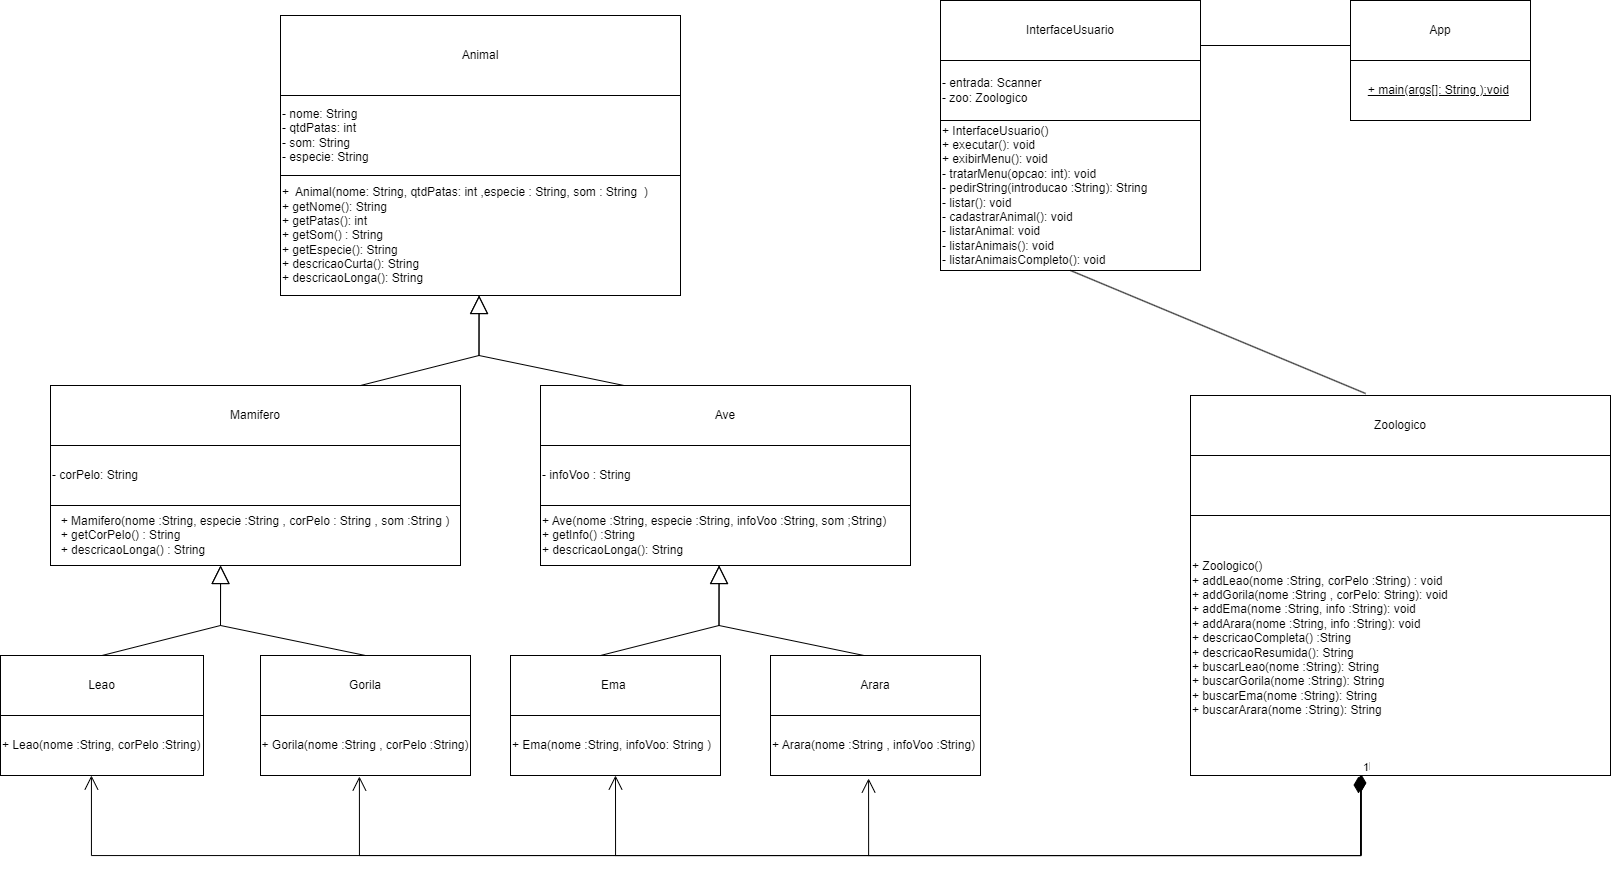 Animal
- nome: String
- qtdPatas: int
- som: String
- especie: String
+  Animal(nome: String, qtdPatas: int ,especie : String, som : String  )
+ getNome(): String
+ getPatas(): int
+ getSom() : String
+ getEspecie(): String
+ descricaoCurta(): String
+ descricaoLonga(): String
InterfaceUsuario
- entrada: Scanner
- zoo: Zoologico
+ InterfaceUsuario()
+ executar(): void
+ exibirMenu(): void
- tratarMenu(opcao: int): void
- pedirString(introducao :String): String
- listar(): void
- cadastrarAnimal(): void
- listarAnimal: void
- listarAnimais(): void
- listarAnimaisCompleto(): void
App
+ main(args[]: String ):void
Mamifero
- corPelo: String
+ Mamifero(nome :String, especie :String , corPelo : String , som :String )
+ getCorPelo() : String
+ descricaoLonga() : String
Ave
- infoVoo : String
+ Ave(nome :String, especie :String, infoVoo :String, som ;String)
+ getInfo() :String
+ descricaoLonga(): String
Zoologico
+ Zoologico()
+ addLeao(nome :String, corPelo :String) : void
+ addGorila(nome :String , corPelo: String): void
+ addEma(nome :String, info :String): void
+ addArara(nome :String, info :String): void
+ descricaoCompleta() :String
+ descricaoResumida(): String
+ buscarLeao(nome :String): String
+ buscarGorila(nome :String): String
+ buscarEma(nome :String): String
+ buscarArara(nome :String): String
1
Leao
+ Leao(nome :String, corPelo :String)
Gorila
+ Gorila(nome :String , corPelo :String)
Ema
+ Ema(nome :String, infoVoo: String )
Arara
+ Arara(nome :String , infoVoo :String)